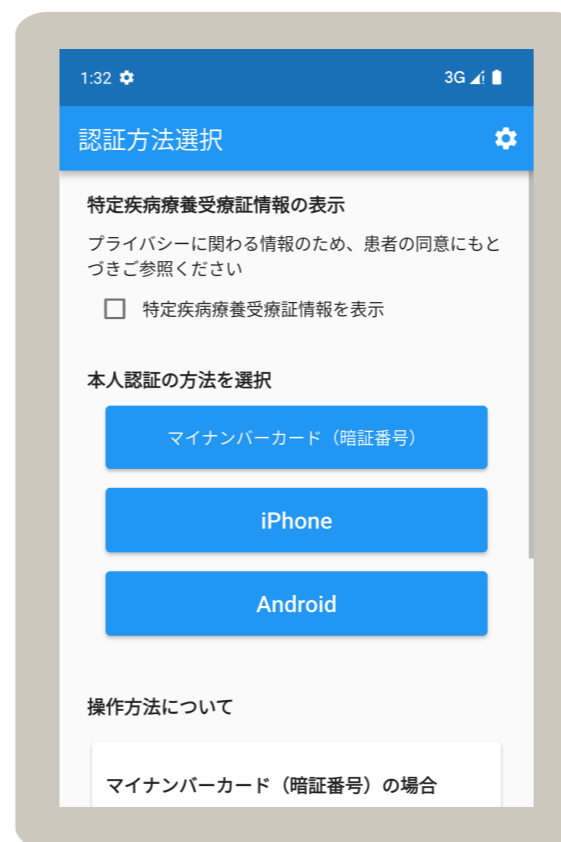 1:32
3G
認証方法選択
特定疾病療養受療証情報の表示
プライバシーに関わる情報のため、患者の同意にもと
づきご参照ください
特定疾病療養受療証情報を表示
本人認証の方法を選択
マイナンバーカード（暗証番号）
iPhone
Android
操作方法について
マイナンバーカード（暗証番号）の場合